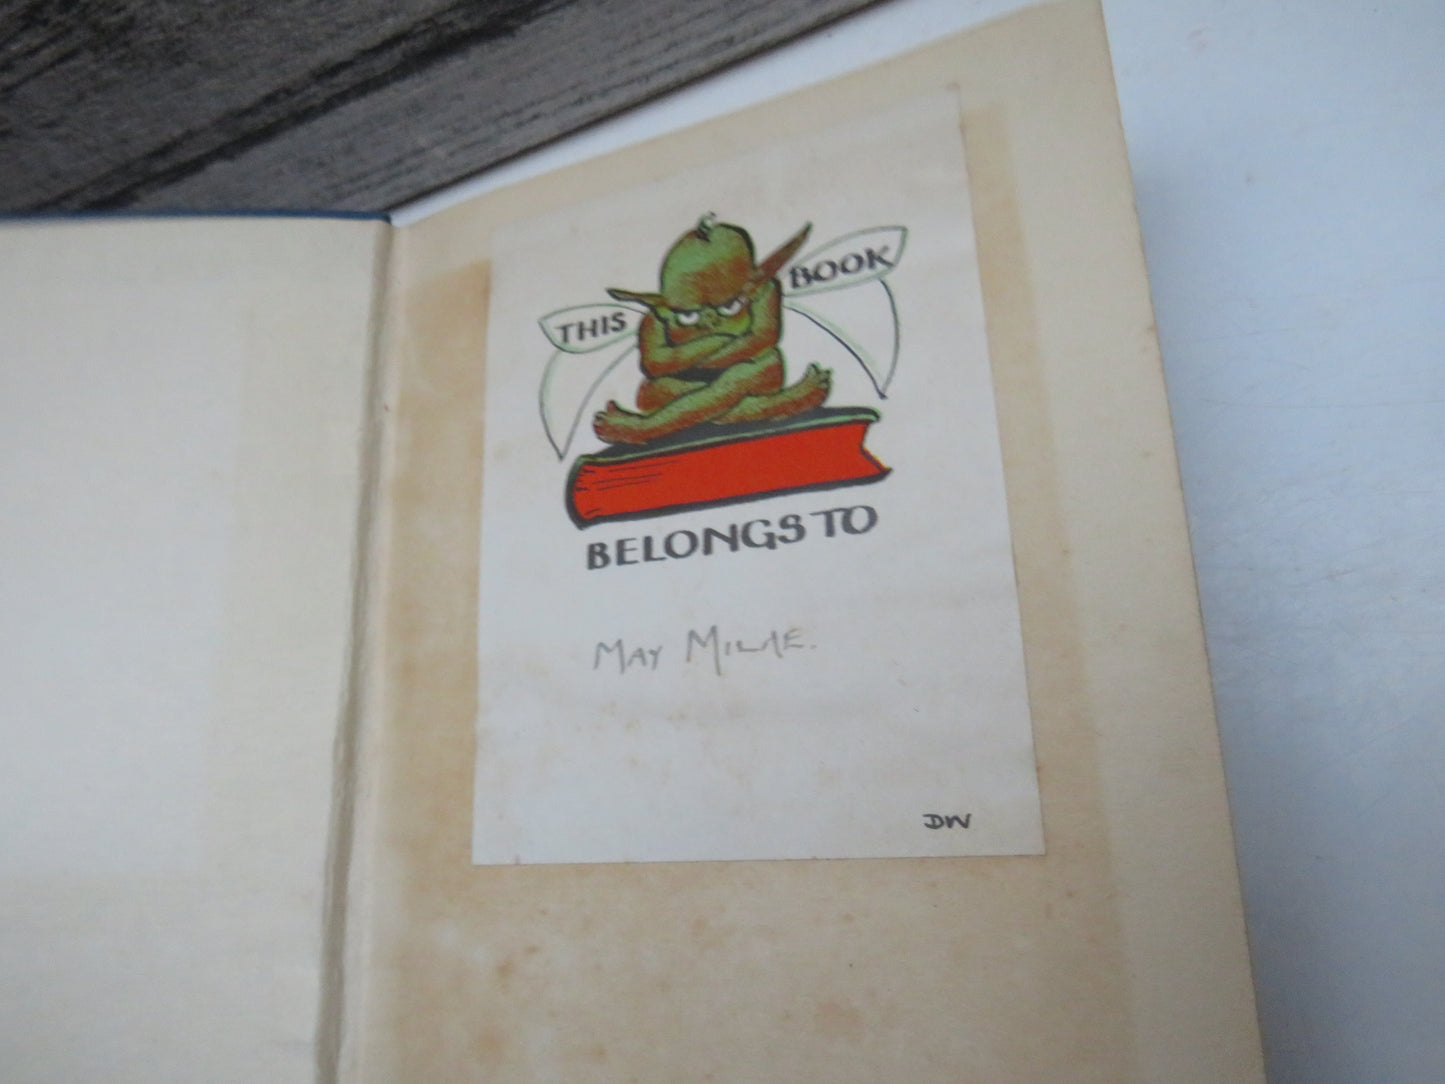 THIS BOOK
BELONGS TO
MAY MILNE.
DW